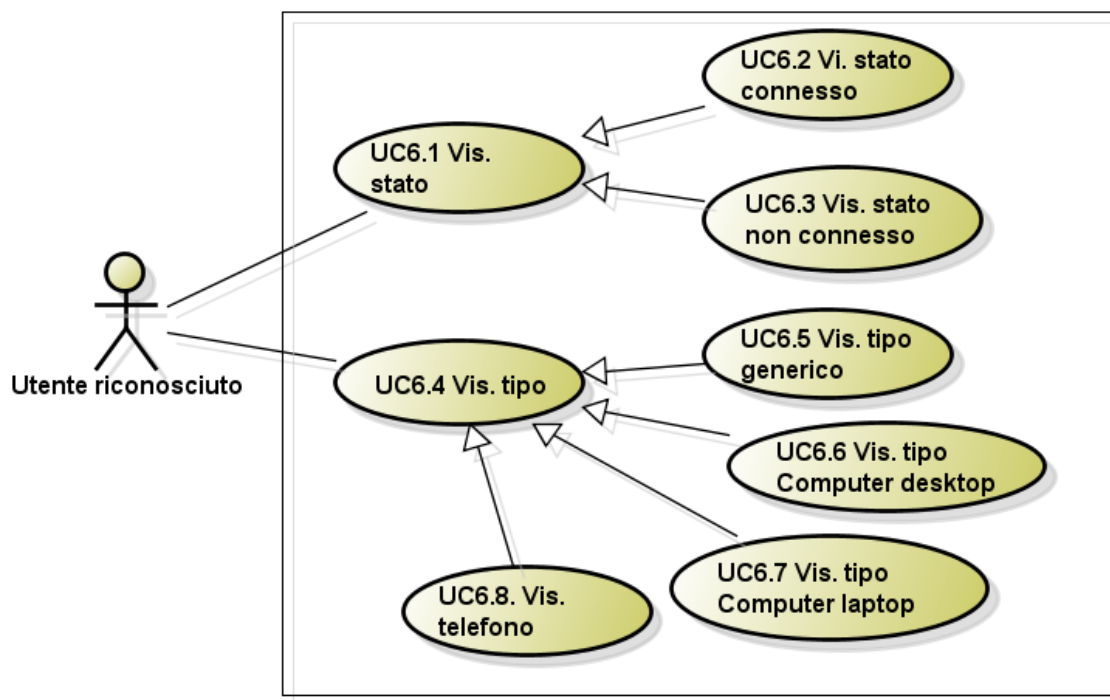 UC6.2 Vi. stato
connesso
UC6.1 Vis.
stato
UC6.3 Vis. stato
non connesso
Utente riconosciuto
UC6.5 Vis. tipo
generico
UC6.4 Vis. tipo
UC6.6 Vis. tipo
Computer desktop
UC6.7 Vis. tipo
Computer laptop
UC6.8. Vis.
telefono